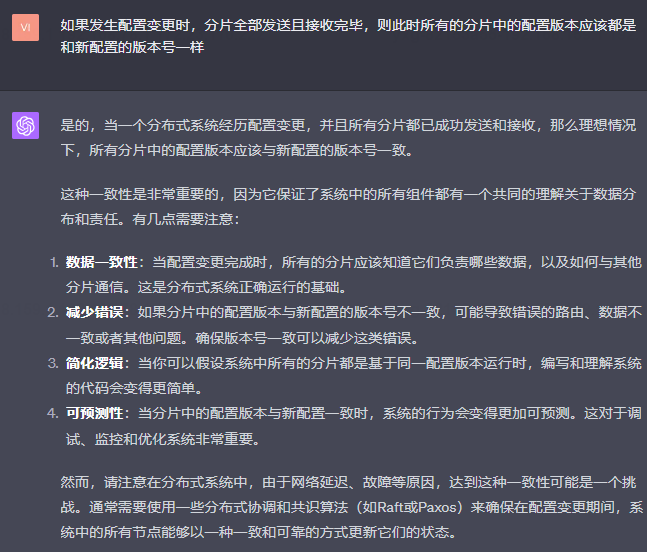 VI
如果发生配置变更时，分片全部发送且接收完毕，则此时所有的分片中的配置版本应该都是
和新配置的版本号一样
是的，当一个分布式系统经历配置变更，并且所有分片都已成功发送和接收，那么理想情况
下，所有分片中的配置版本应该与新配置的版本号一致。
这种一致性是非常重要的，因为它保证了系统中的所有组件都有一个共同的理解关于数据分
布和责任。有几点需要注意：
1. 数据一致性：当配置变更完成时，所有的分片应该知道它们负责哪些数据，以及如何与其他
分片通信。这是分布式系统正确运行的基础。
2. 减少错误：如果分片中的配置版本与新配置的版本号不一致，可能导致错误的路由、数据不
一致或者其他问题。确保版本号一致可以减少这类错误。
3. 简化逻辑：当你可以假设系统中所有的分片都是基于同一配置版本运行时，编写和理解系统
的代码会变得更简单。
4. 可预测性：当分片中的配置版本与新配置一致时，系统的行为会变得更加可预测。这对于调
试、监控和优化系统非常重要。
然而，请注意在分布式系统中，由于网络延迟、故障等原因，达到这种一致性可能是一个挑
战。通常需要使用一些分布式协调和共识算法（如Raft或Paxos）来确保在配置变更期间，系
统中的所有节点能够以一种一致和可靠的方式更新它们的状态。